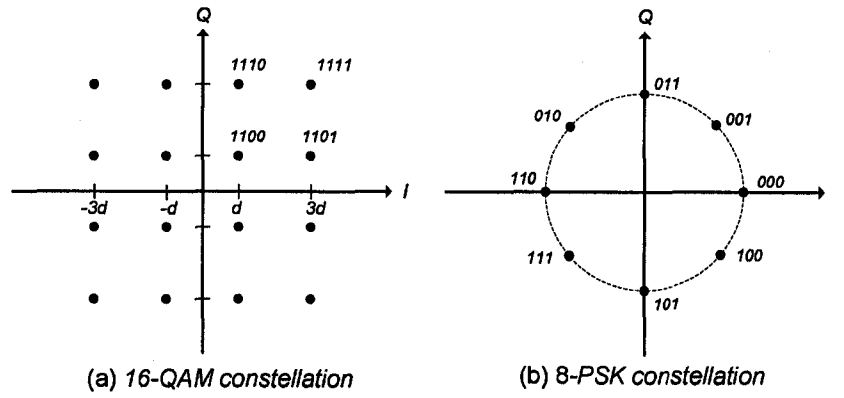 Q
1110 1111
1100 1101
-3d -d d 3d I
(a) 16-QAM constellation
Q
011
010 001
110 000
111 100
101
(b) 8-PSK constellation